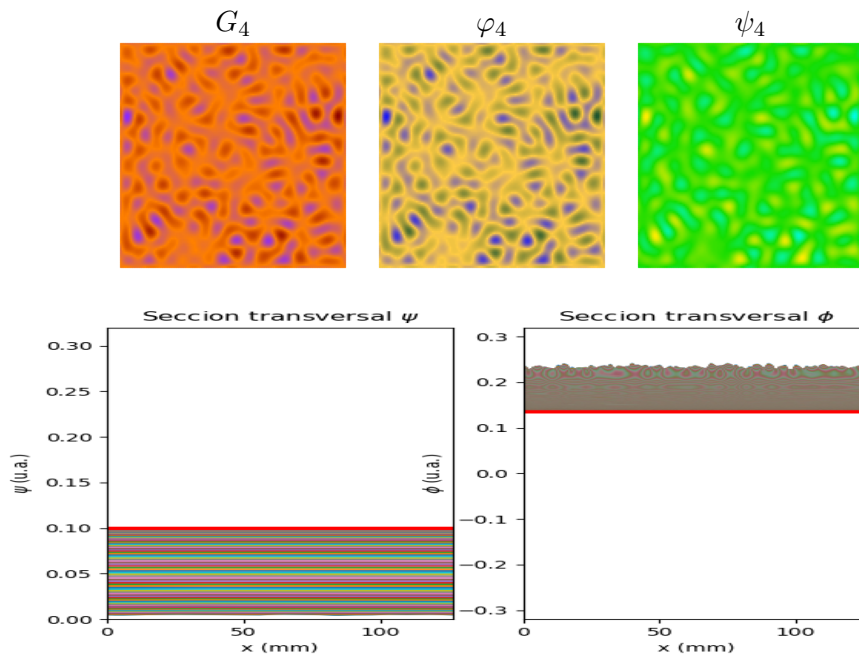 G₄ φ₄ ψ₄
Seccion transversal ψ
0.30
0.25
0.20
0.15
0.10
0.05
0.00
ψ (u.a.)
0 50 100
x (mm)
Seccion transversal ϕ
0.3
0.2
0.1
0.0
−0.1
−0.2
−0.3
ϕ (u.a.)
0 50 100
x (mm)